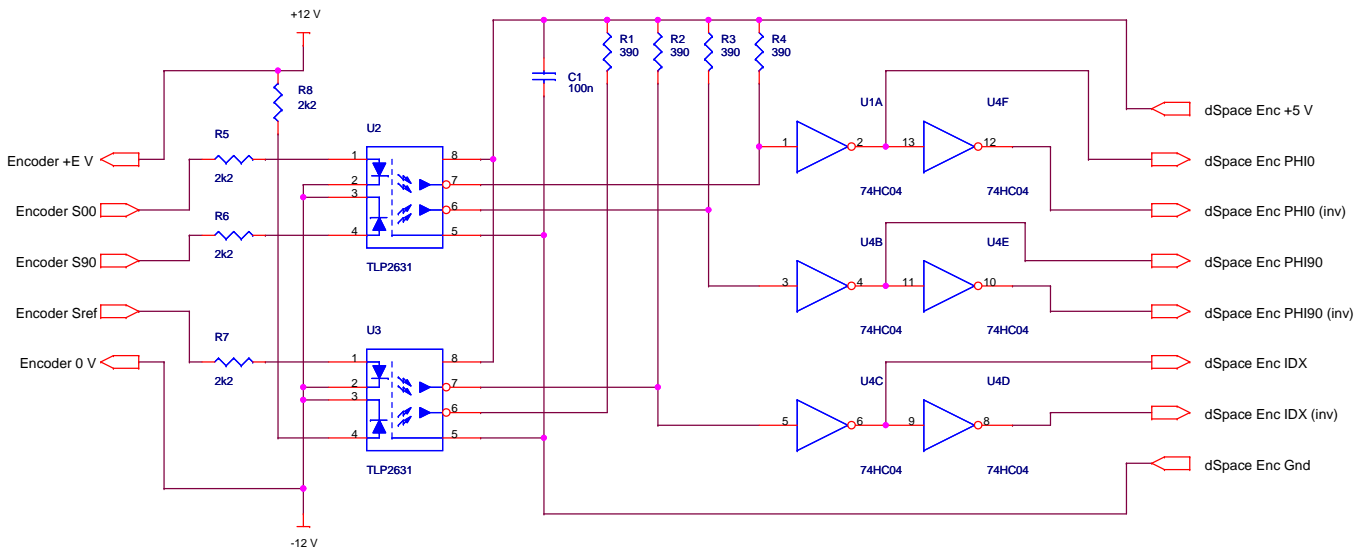 +12 V
R1
390
R2
390
R3
390
R4
390
R8
2k2
C1
100n
U1A
U4F
dSpace Enc +5 V
U2
R5
Encoder +E V
2k2
1
8
1
2
13
12
dSpace Enc PHI0
2
7
3
74HC04
74HC04
Encoder S00
R6
6
dSpace Enc PHI0 (inv)
4
5
U4B
U4E
Encoder S90
2k2
TLP2631
dSpace Enc PHI90
3
4
11
10
Encoder Sref
dSpace Enc PHI90 (inv)
R7
U3
74HC04
74HC04
Encoder 0 V
2k2
1
8
dSpace Enc IDX
2
7
U4C
U4D
3
6
dSpace Enc IDX (inv)
4
5
5
6
9
8
TLP2631
74HC04
74HC04
dSpace Enc Gnd
-12 V